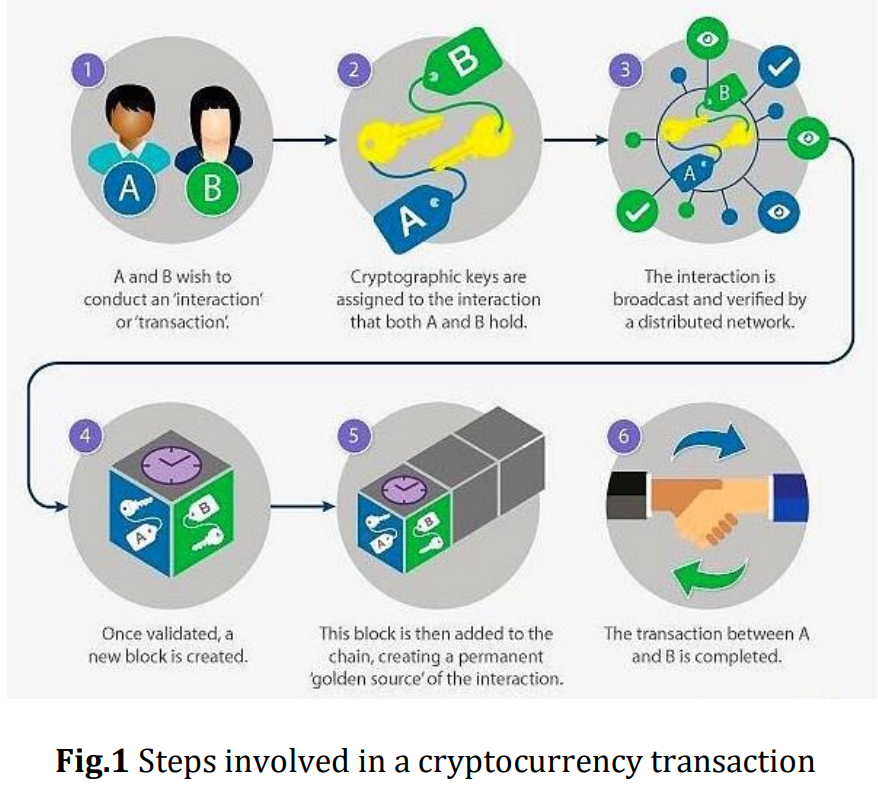 1
A
B
A and B wish to
conduct an 'interaction'
or 'transaction'.
2
B
A
Cryptographic keys are
assigned to the interaction
that both A and B hold.
3
B
A
The interaction is
broadcast and verified by
a distributed network.
4
A
B
Once validated, a
new block is created.
5
A
B
This block is then added to the
chain, creating a permanent
'golden source' of the interaction.
6
The transaction between A
and B is completed.
Fig.1 Steps involved in a cryptocurrency transaction